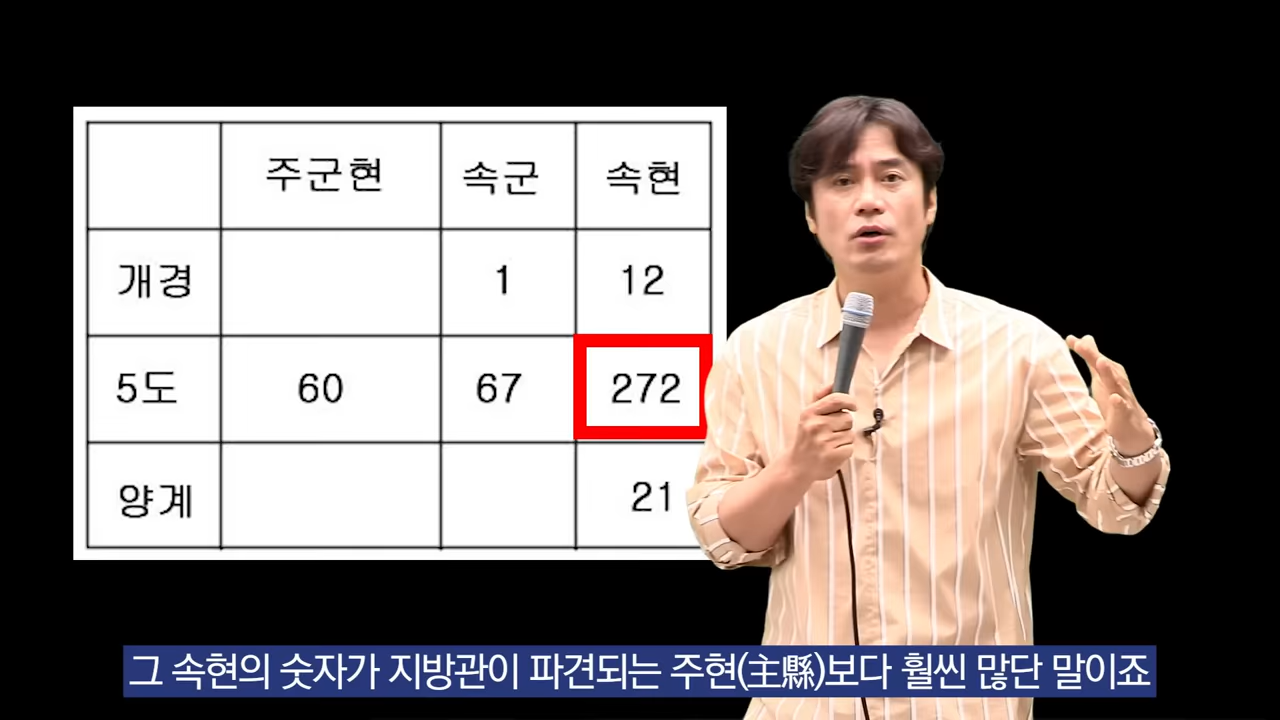 주군현 속군 속현
개경 1 12
5도 60 67 272
양계 21
그 속현의 숫자가 지방관이 파견되는 주현(主縣)보다 훨씬 많단 말이죠